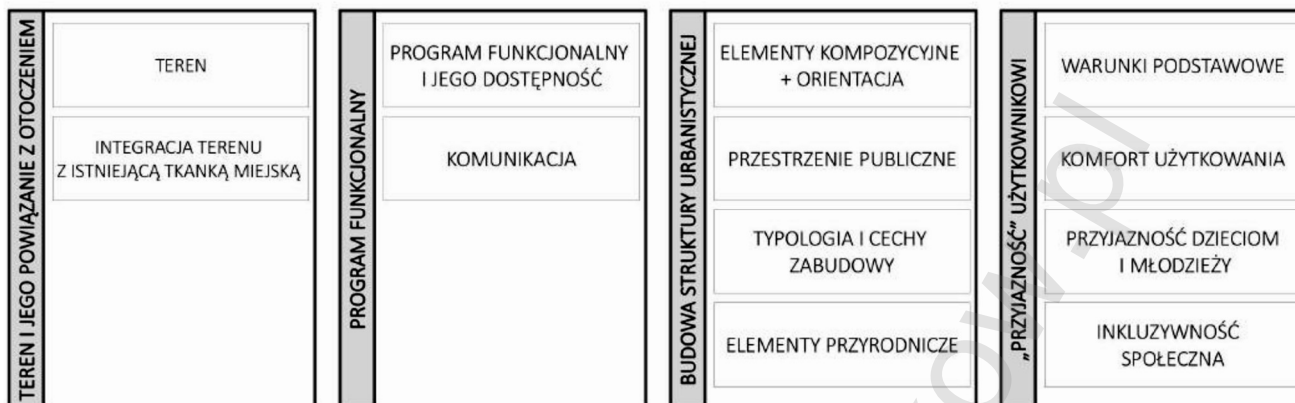 TEREN I JEGO POWIĄZANIE Z OTOCZENIEM
TEREN
INTEGRACJA TERENU
Z ISTNIEJĄCĄ TKANKĄ MIEJSKĄ
PROGRAM FUNKCJONALNY
PROGRAM FUNKCJONALNY
I JEGO DOSTĘPNOŚĆ
KOMUNIKACJA
BUDOWA STRUKTURY URBANISTYCZNEJ
ELEMENTY KOMPOZYCYJNE
+ ORIENTACJA
PRZESTRZENIE PUBLICZNE
TYPOLOGIA I CECHY
ZABUDOWY
ELEMENTY PRZYRODNICZE
„PRZYJAZNOŚĆ” UŻYTKOWNIKOWI
WARUNKI PODSTAWOWE
KOMFORT UŻYTKOWANIA
PRZYJAZNOŚĆ DZIECIOM
I MŁODZIEŻY
INKLUZYWNOŚĆ
SPOŁECZNA
ow.pl